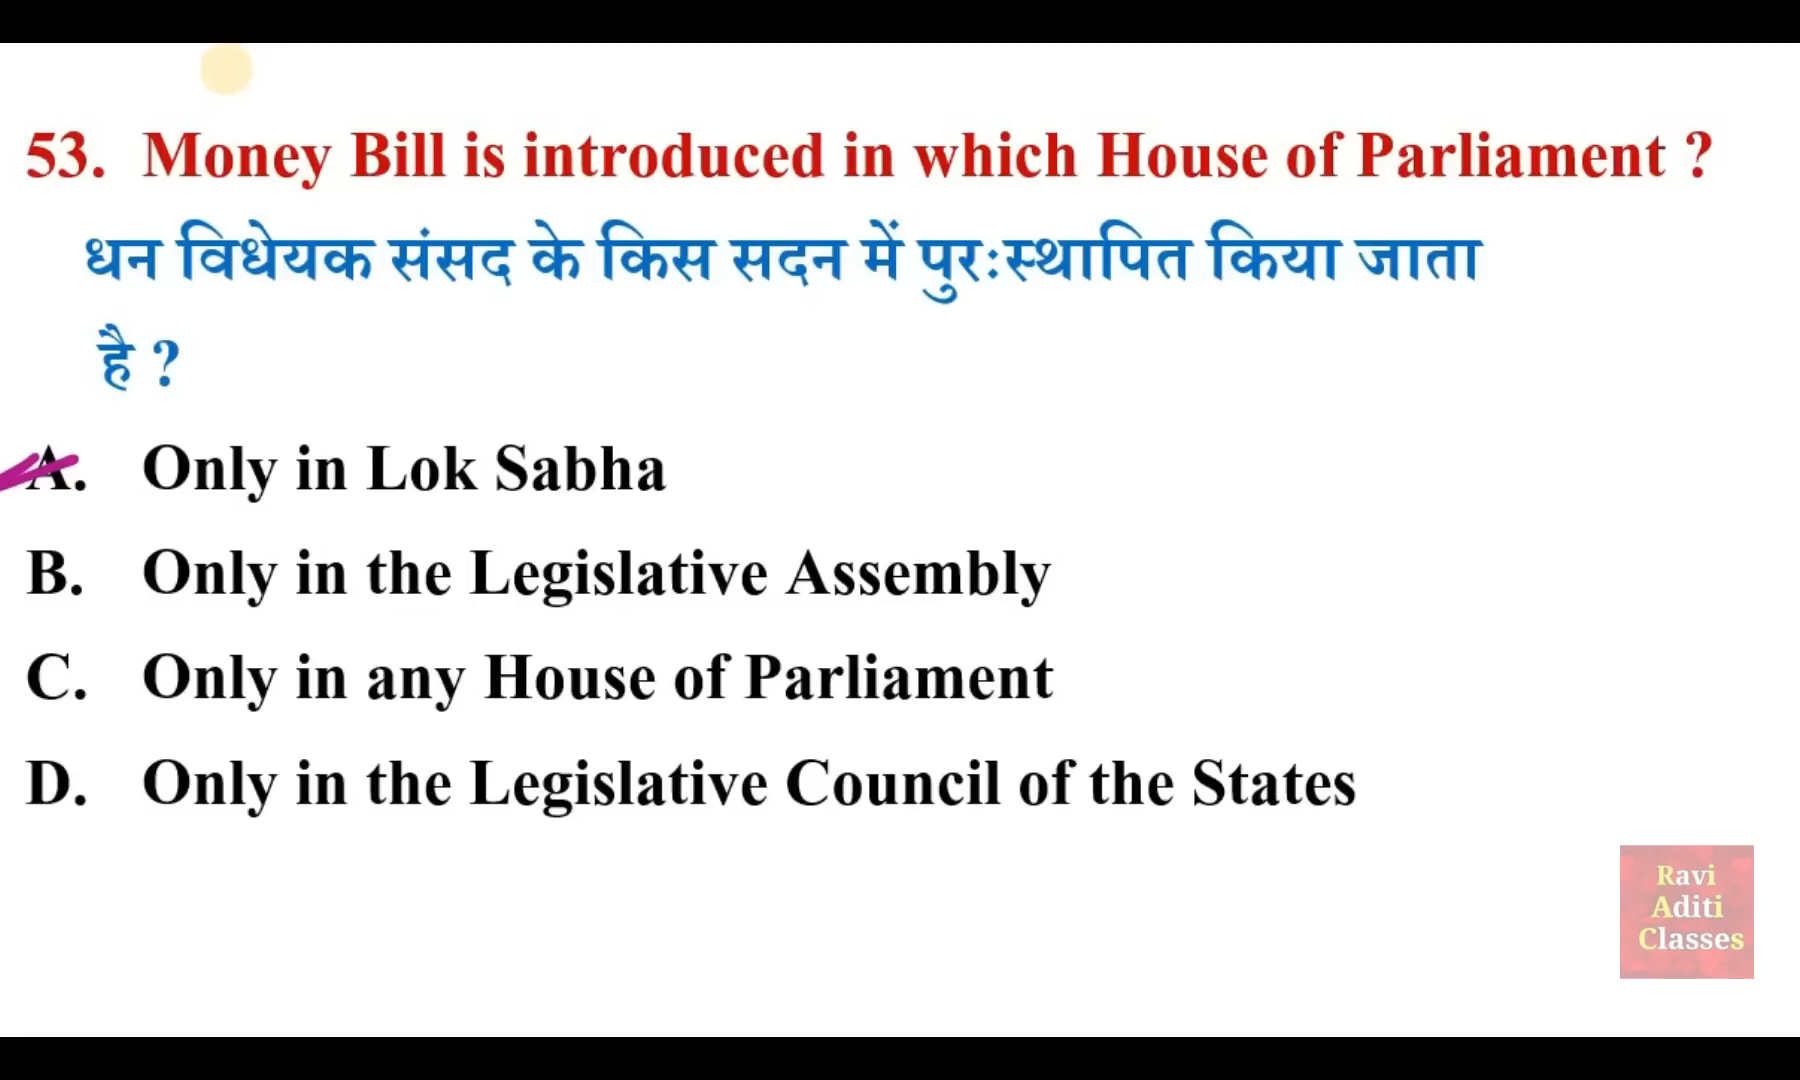 53. Money Bill is introduced in which House of Parliament ?
धन विधेयक संसद के किस सदन में पुरःस्थापित किया जाता
है ?
A. Only in Lok Sabha
B. Only in the Legislative Assembly
C. Only in any House of Parliament
D. Only in the Legislative Council of the States
Ravi
Aditi
Classes